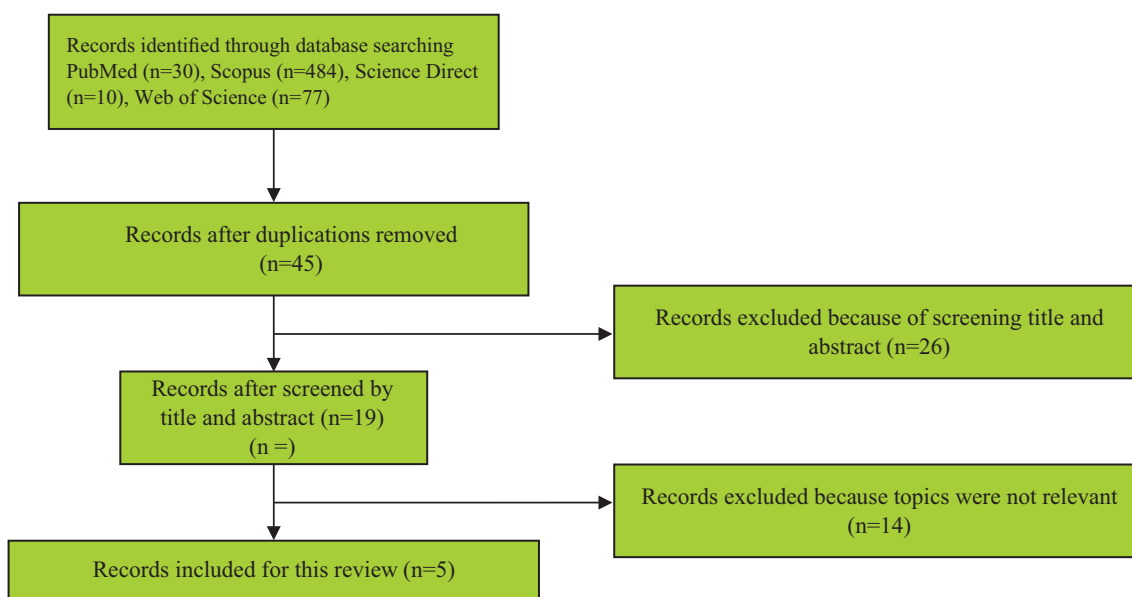 Records identified through database searching
PubMed (n=30), Scopus (n=484), Science Direct
(n=10), Web of Science (n=77)
Records after duplications removed
(n=45)
Records excluded because of screening title and
abstract (n=26)
Records after screened by
title and abstract (n=19)
(n =)
Records excluded because topics were not relevant
(n=14)
Records included for this review (n=5)